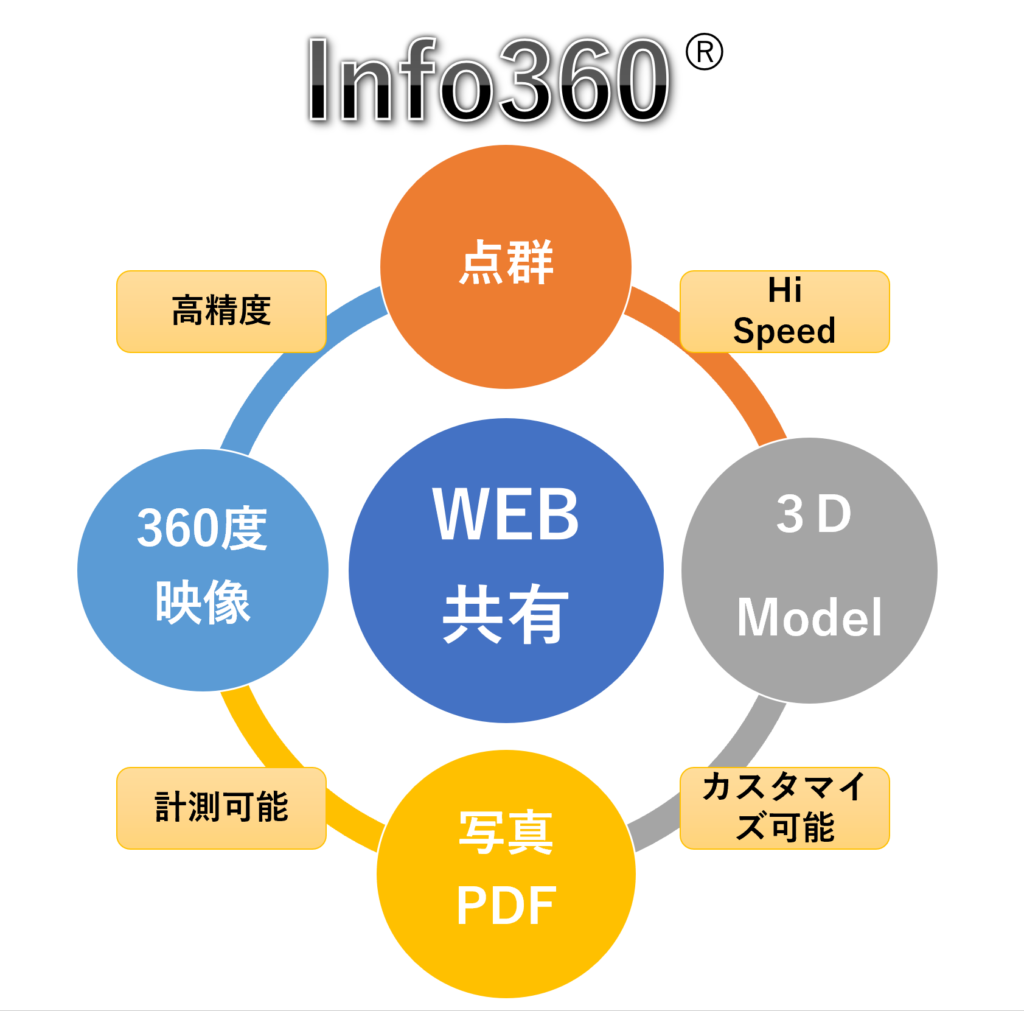 Info360®
点群
高精度
Hi
Speed
360度
映像
WEB
共有
３Ｄ
Model
計測可能
カスタマイ
ズ可能
写真
PDF